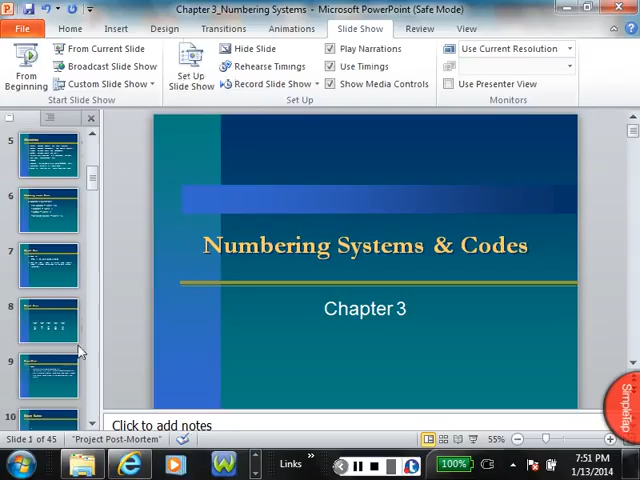 Chapter 3_Numbering Systems - Microsoft PowerPoint (Safe Mode)
File Home Insert Design Transitions Animations Slide Show Review View
From Beginning
From Current Slide
Broadcast Slide Show
Custom Slide Show
Start Slide Show
Set Up Slide Show
Hide Slide
Rehearse Timings
Record Slide Show
Play Narrations
Use Timings
Show Media Controls
Set Up
Use Current Resolution
Use Presenter View
Monitors
5
6
7
8
9
10
Numbering Systems & Codes
Chapter 3
Click to add notes
Slide 1 of 45 "Project Post-Mortem" 55%
SimpleTap
Links 100% 7:51 PM
1/13/2014